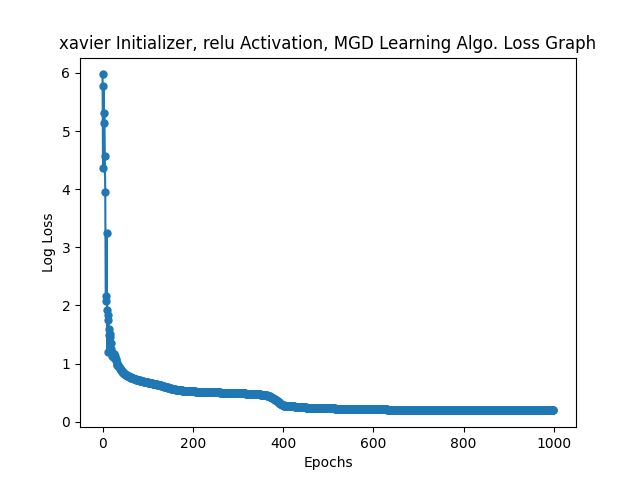 xavier Initializer, relu Activation, MGD Learning Algo. Loss Graph
6
5
4
3
2
1
0
Log Loss
0 200 400 600 800 1000
Epochs